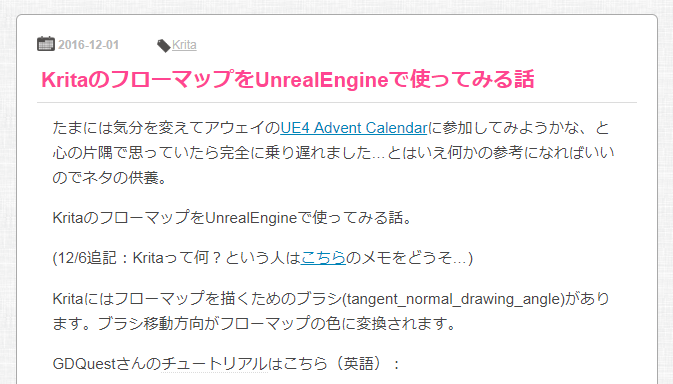 2016-12-01 Krita
KritaのフローマップをUnrealEngineで使ってみる話
たまには気分を変えてアウェイのUE4 Advent Calendarに参加してみようかな、と
心の片隅で思っていたら完全に乗り遅れました…とはいえ何かの参考になればいい
のでネタの供養。
KritaのフローマップをUnrealEngineで使ってみる話。
(12/6追記：Kritaって何？という人はこちらのメモをどうそ…)
Kritaにはフローマップを描くためのブラシ(tangent_normal_drawing_angle)があり
ます。ブラシ移動方向がフローマップの色に変換されます。
GDQuestさんのチュートリアルはこちら（英語）：